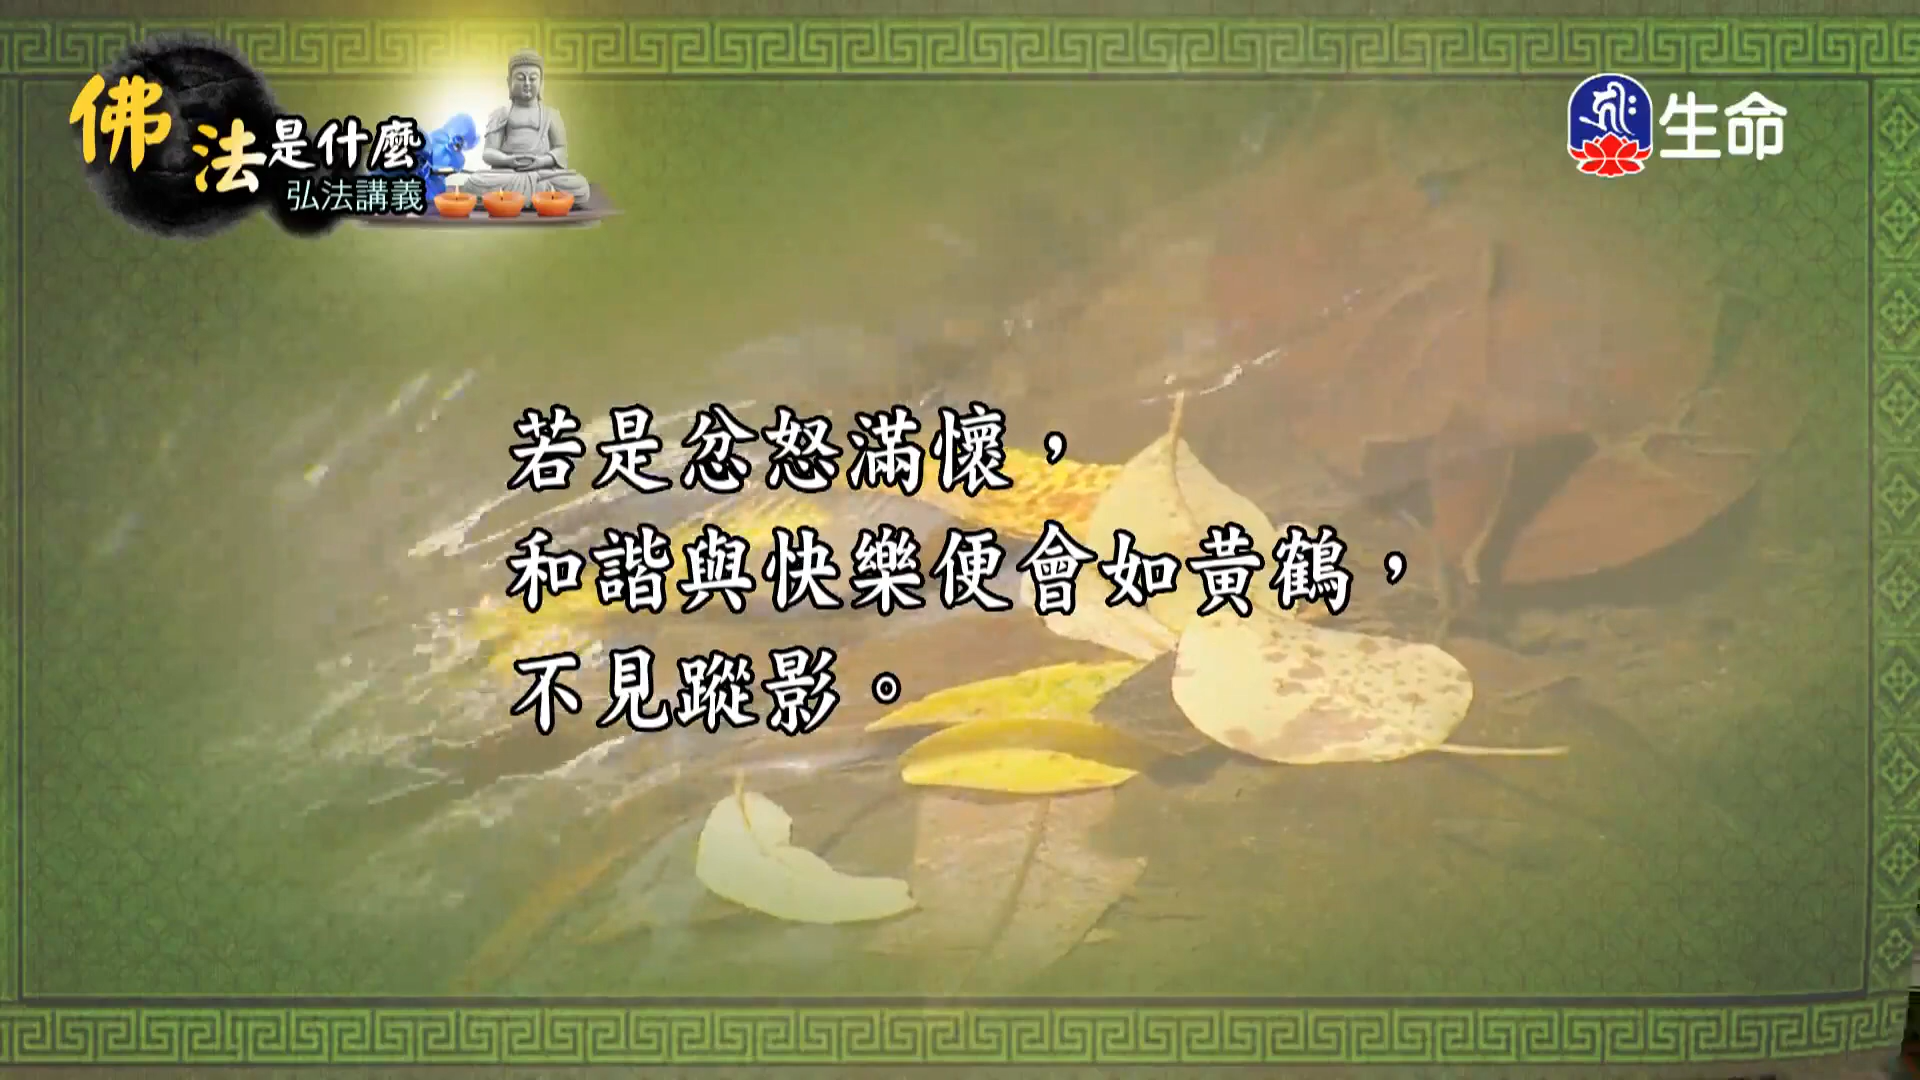 佛法是什麼
弘法講義
生命
若是忿怒滿懷，
和諧與快樂便會如黃鶴，
不見蹤影。